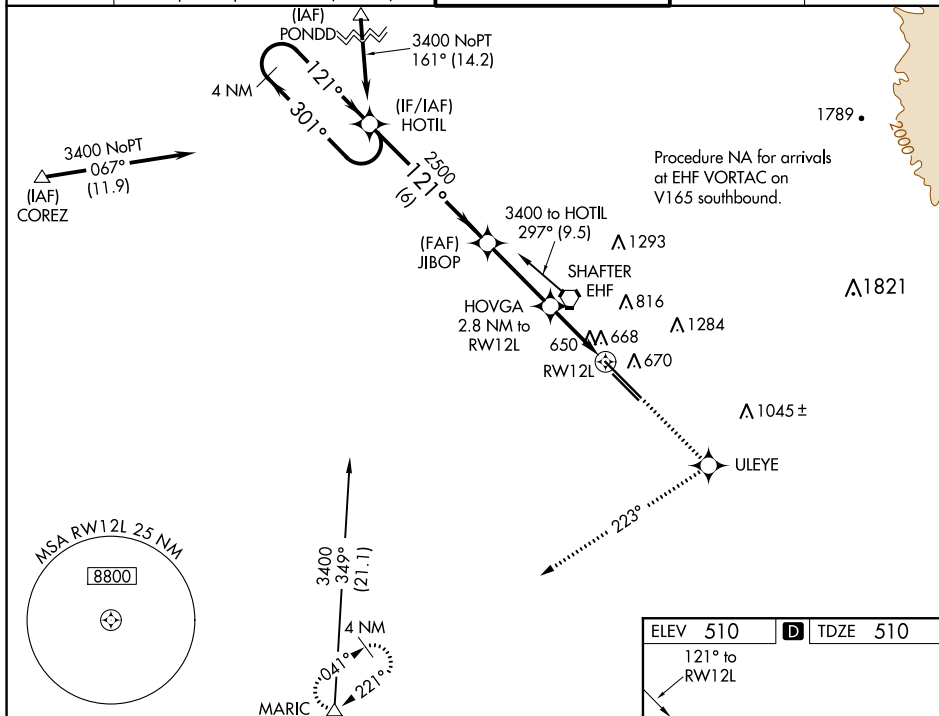 (IAF)
PONDD
3400 NoPT
161° (14.2)
4 NM
121°
301°
(IF/IAF)
HOTIL
1789
2000
3400 NoPT
067°
(11.9)
(IAF)
COREZ
2500
121°
(6)
Procedure NA for arrivals
at EHF VORTAC on
V165 southbound.
3400 to HOTIL
297° (9.5)
(FAF)
JIBOP
1293
SHAFTER
EHF
1821
816
HOVGA
2.8 NM to
RW12L
1284
650
668
670
RW12L
1045 ±
ULEYE
223°
MSA RW12L 25 NM
8800
3400
349°
(21.1)
4 NM
041°
221°
MARIC
ELEV 510 D TDZE 510
121° to
RW12L